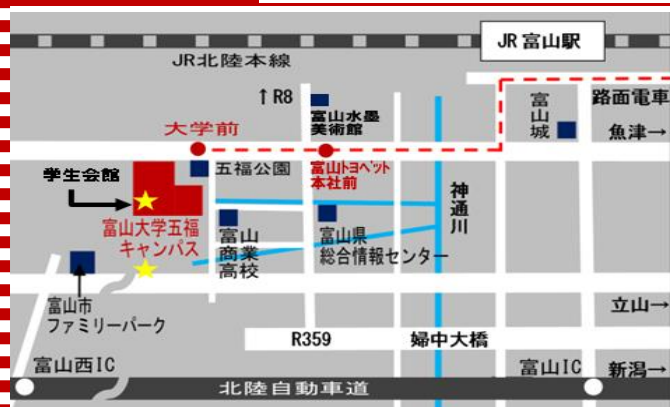 JR 富山駅
JR北陸本線
↑R8
富山水墨
美術館
富山城
路面電車
魚津→
大学前
五福公園
富山トヨペット
本社前
学生会館
神通川
富山大学五福
キャンパス
富山
商業
高校
富山県
総合情報センター
富山市
ファミリーパーク
立山→
R359
婦中大橋
富山西IC
富山IC
新潟→
北陸自動車道